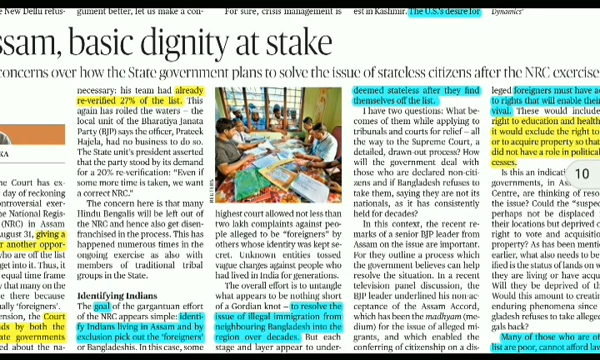 e New Delhi refus-
gument better, let us make a con-
For sure, crisis management is
est in Kashmir. The U.S.'s desire for
Dynamics'
ssam, basic dignity at stake
concerns over how the State government plans to solve the issue of stateless citizens after the NRC exercise
KA
he Court has ex-
day of reckoning
ntroversial exer-
he National Regis-
(NRC) in Assam
August 31, giving a
r another oppor-
who are off the list
get into it. Thus, it
equal time frame
y that many on the
e there because
ually 'foreigners'.
ension, the Court
ands by both the
ate governments
ed about the na-
necessary: his team had already
re-verified 27% of the list. This
again has roiled the waters – the
local unit of the Bharatiya Janata
Party (BJP) says the officer, Prateek
Hajela, had no business to do so.
The State unit's president asserted
that the party stood by its demand
for a 20% re-verification: "Even if
some more time is taken, we want
a correct NRC."
The concern here is that many
Hindu Bengalis will be left out of
the NRC and hence also get disen-
franchised in the process. This has
happened numerous times in the
ongoing exercise as also with
members of traditional tribal
groups in the State.
Identifying Indians
The goal of the gargantuan effort
of the NRC appears simple: identi-
fy Indians living in Assam and by
exclusion pick out the 'foreigners'
or Bangladeshis. In this case, some
REUTERS
highest court allowed not less than
two lakh complaints against peo-
ple alleged to be "foreigners" by
others whose identity was kept se-
cret. Unknown entities tossed
vague charges against people who
had lived in India for generations.
The overall effort is to untangle
what appears to be nothing short
of a Gordian knot – to resolve the
issue of illegal immigration from
neighbouring Bangladesh into the
region over decades. But each
stage and layer appear to under-
deemed stateless after they find
themselves off the list.
I have two questions: What be-
comes of them while applying to
tribunals and courts for relief – all
the way to the Supreme Court, a
detailed, drawn-out process? How
will the government deal with
those who are declared non-citi-
zens and if Bangladesh refuses to
take them, saying they are not its
nationals, as it has consistently
held for decades?
In this context, the recent re-
marks of a senior BJP leader from
Assam on the issue are important.
For they outline a process which
the government believes can help
resolve the situation. In a recent
television panel discussion, the
BJP leader underlined his non ac-
ceptance of the Assam Accord,
which has been the madhyam (me-
dium) for the issue of alleged mi-
grants, and which enabled the
conferring of citizenship on a dis-
leged foreigners must have ac
to rights that will enable their
vival. These would include
right to education and health
it would exclude the right to
or to acquire property so that
did not have a role in political
cesses.
Is this an indicati
governments, in As
Centre, are thinking of reso
the issue? Could the "suspec
perhaps not be displaced
their locations but deprived o
right to vote and acquisition
property? As has been mentio
earlier, what also needs to be
ified is the status of lands on w
they are living or have acqui
Will they be deprived of th
Would this amount to creating
enduring phenomena since
gladesh refuses to take alleged
gals back?
Many of those who are of
list are poor, cannot afford law
10